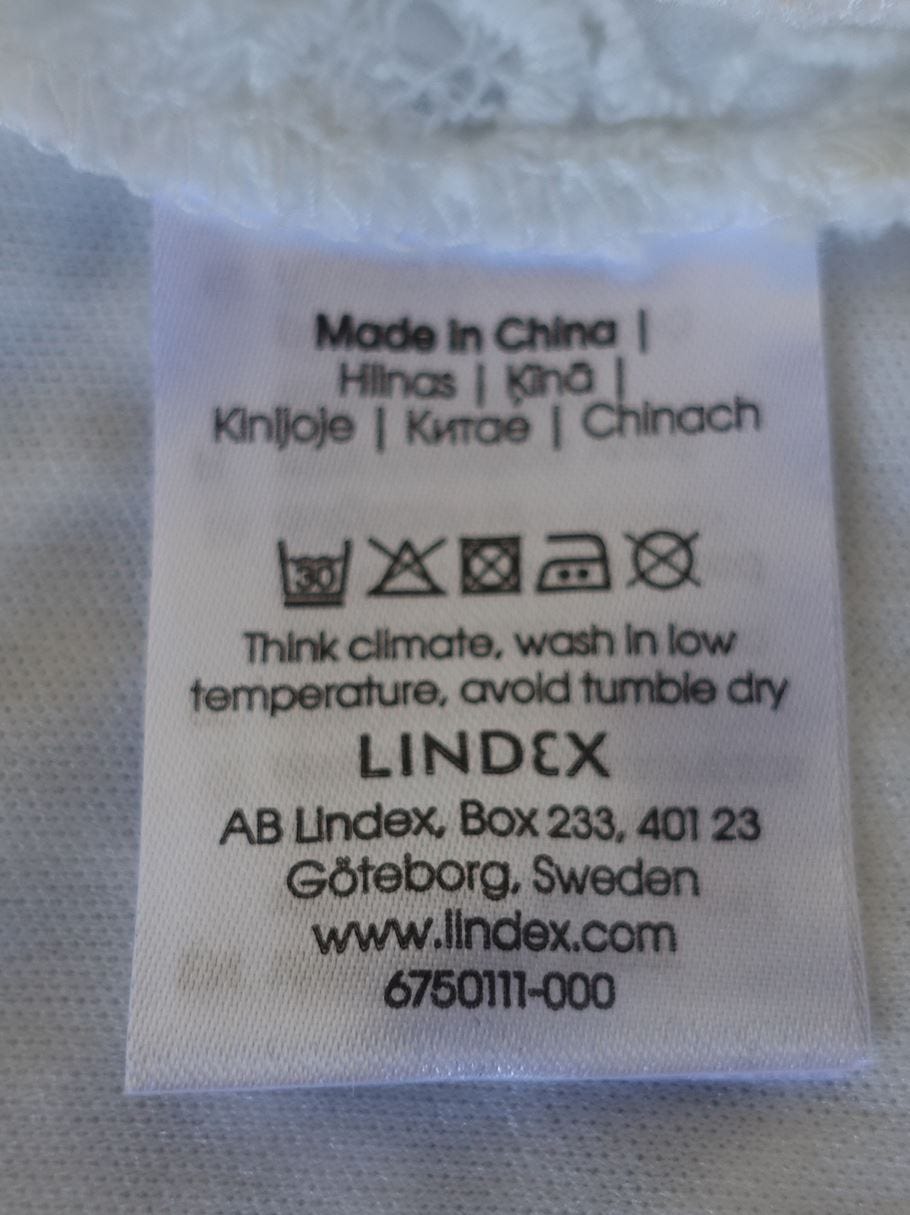 Made in China |
Hiinas | Ķīnā |
Kinijoje | Китае | Chinach
30
Think climate, wash in low
temperature, avoid tumble dry
LINDEX
AB Lindex, Box 233, 401 23
Göteborg, Sweden
www.lindex.com
6750111-000